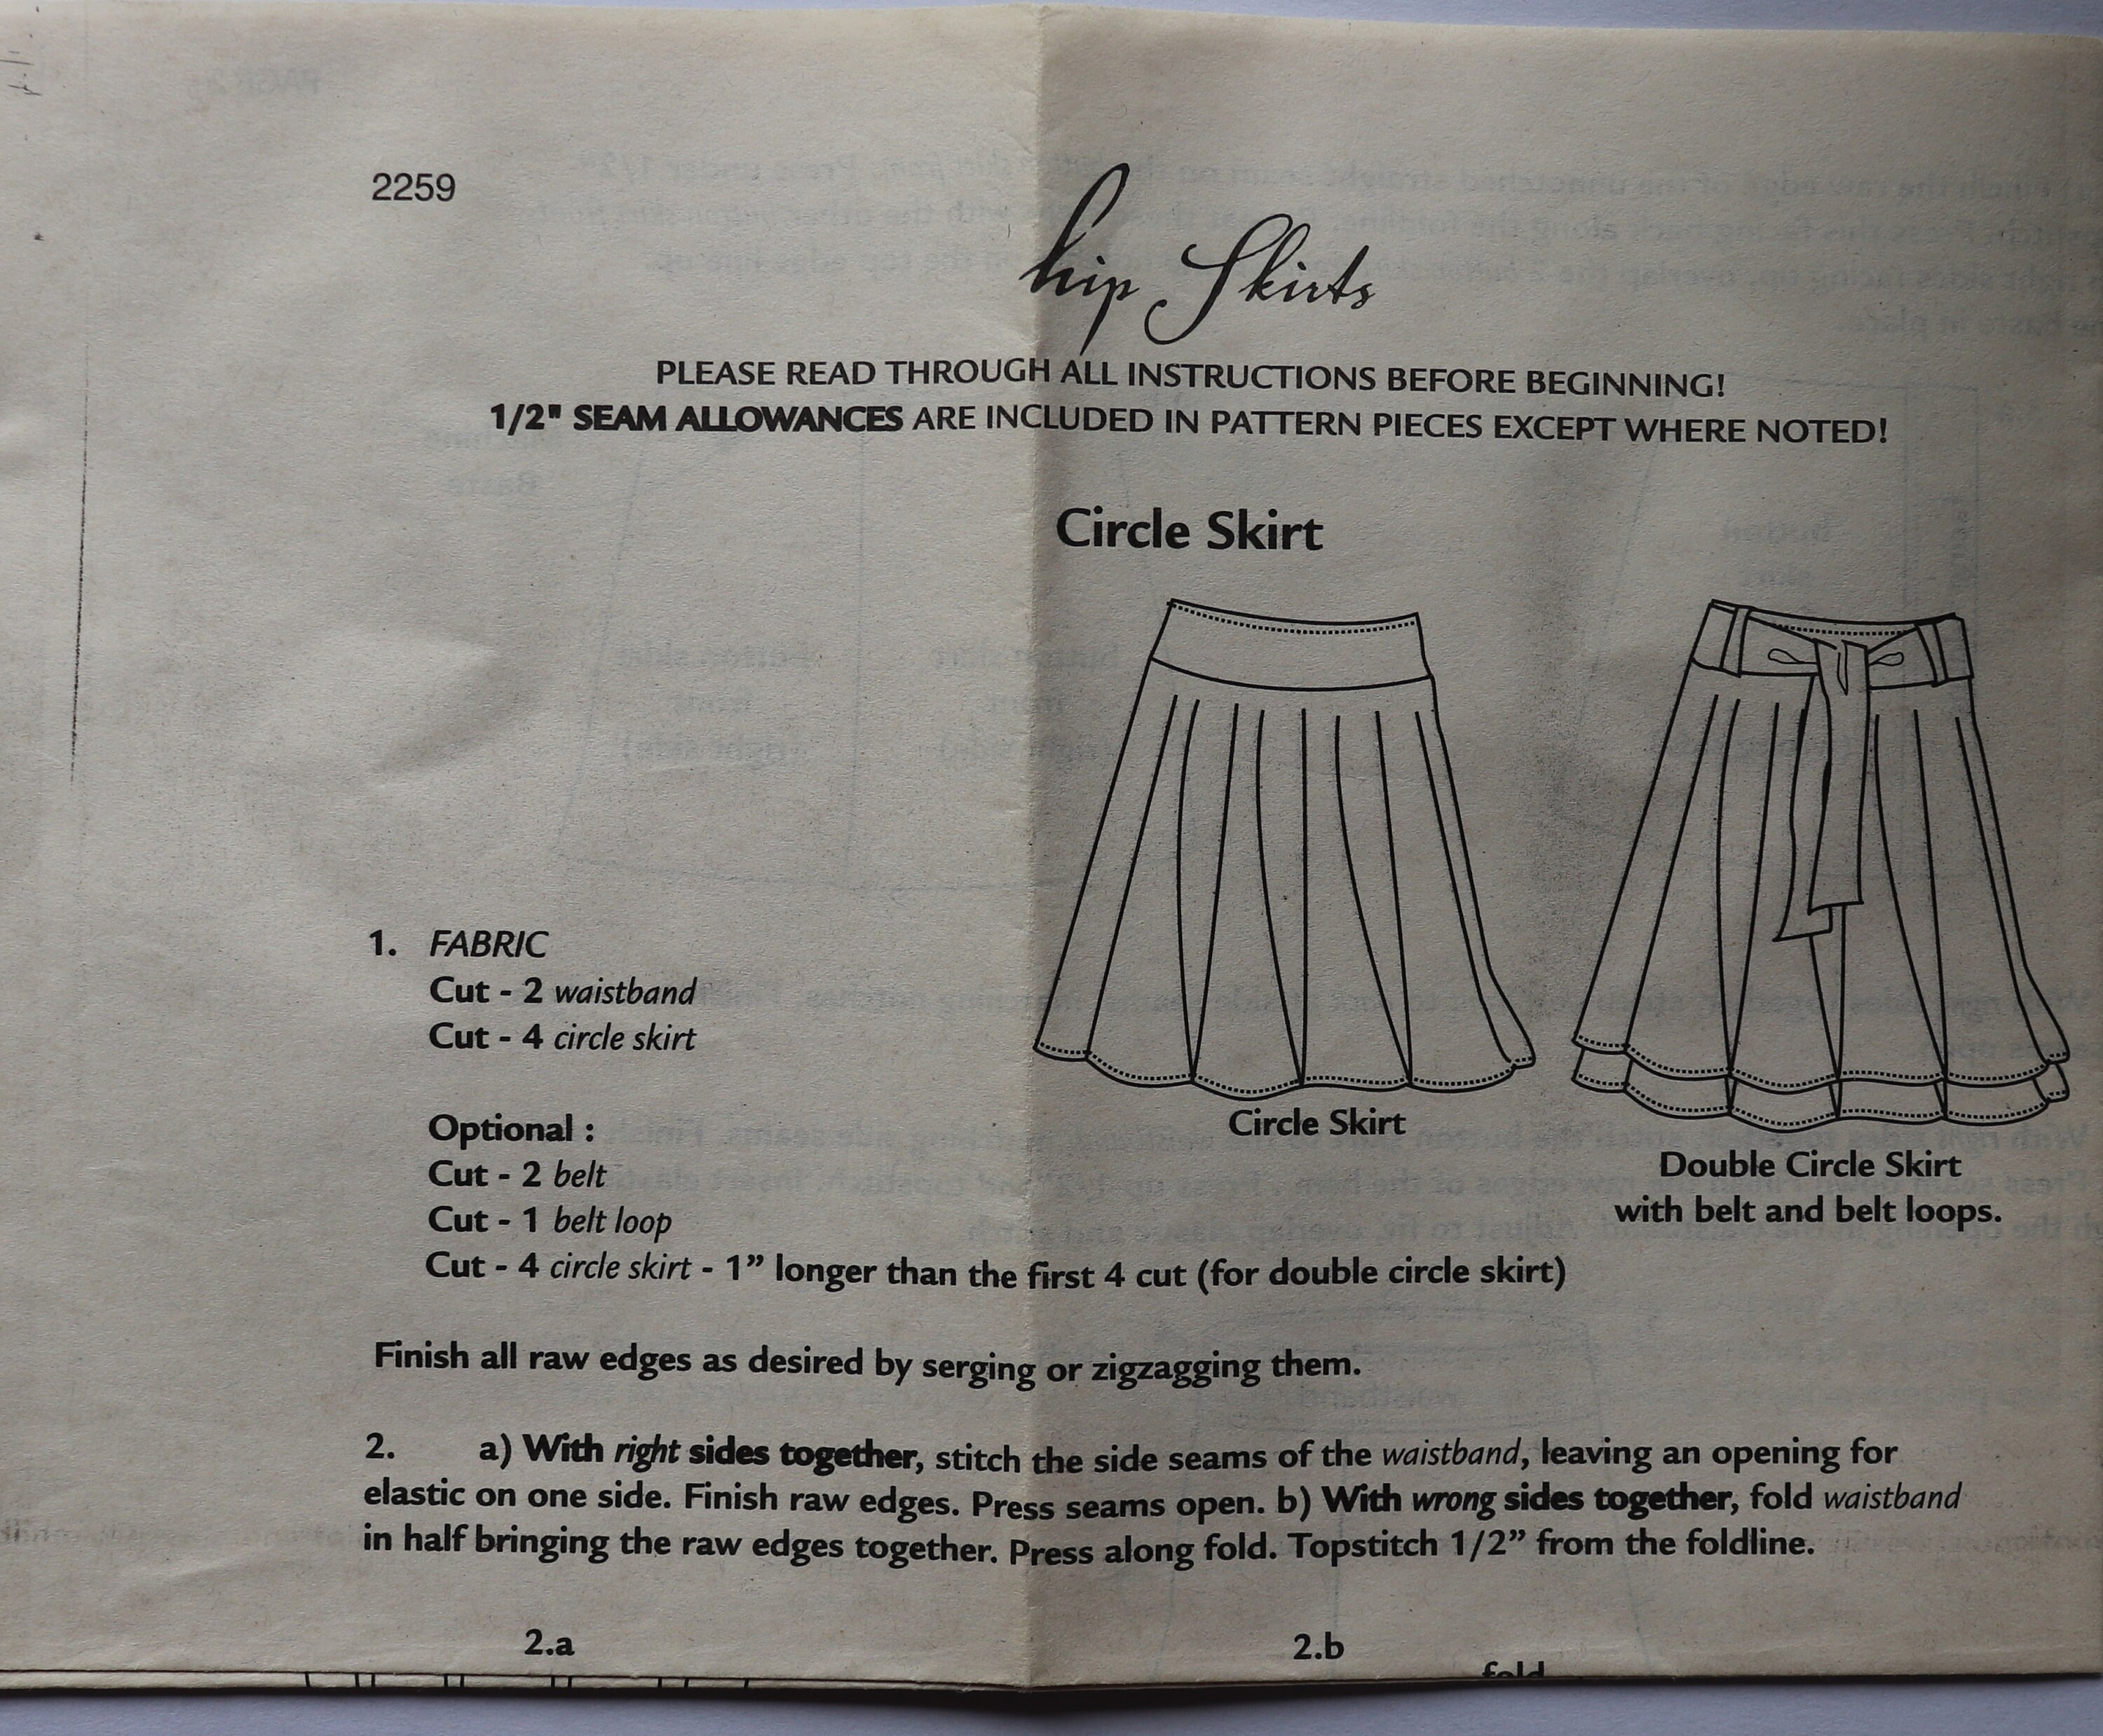 2259
hip Skirts
PLEASE READ THROUGH ALL INSTRUCTIONS BEFORE BEGINNING!
1/2" SEAM ALLOWANCES ARE INCLUDED IN PATTERN PIECES EXCEPT WHERE NOTED!
Circle Skirt
1. FABRIC
Cut - 2 waistband
Cut - 4 circle skirt
Circle Skirt
Double Circle Skirt
with belt and belt loops.
Optional :
Cut - 2 belt
Cut - 1 belt loop
Cut - 4 circle skirt - 1” longer than the first 4 cut (for double circle skirt)
Finish all raw edges as desired by serging or zigzagging them.
2. a) With right sides together, stitch the side seams of the waistband, leaving an opening for
elastic on one side. Finish raw edges. Press seams open. b) With wrong sides together, fold waistband
in half bringing the raw edges together. Press along fold. Topstitch 1/2” from the foldline.
2.a
2.b
fold